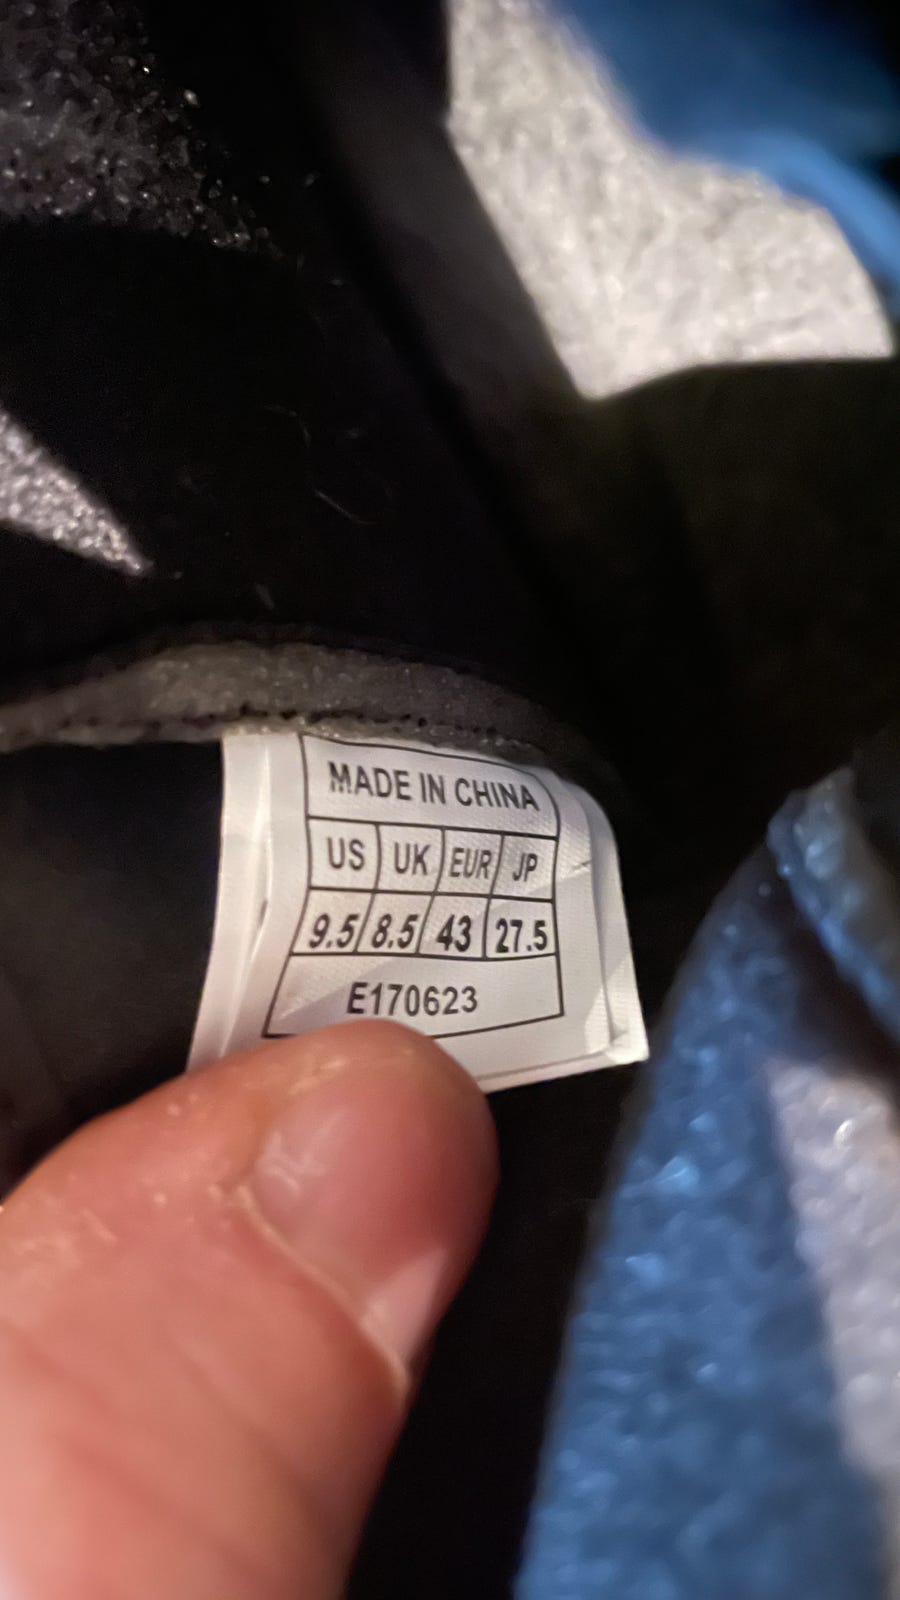 MADE IN CHINA
US UK EUR JP
9.5 8.5 43 27.5
E170623